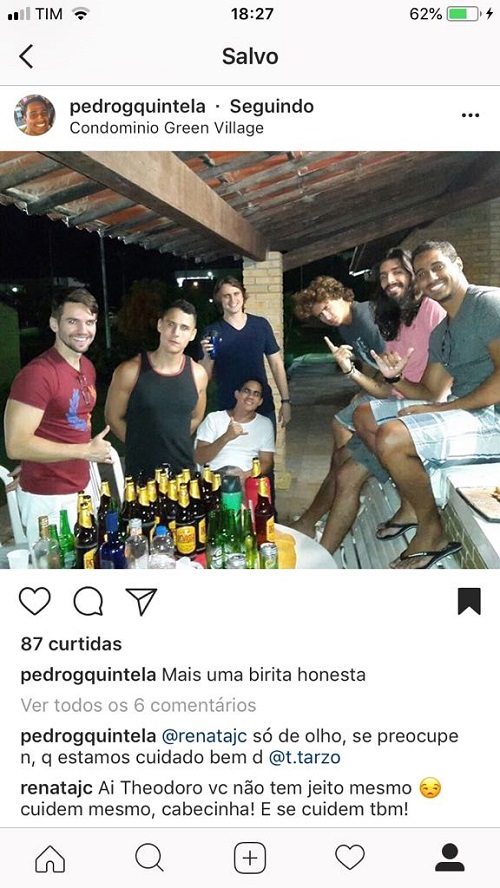 TIM 18:27 62%
Salvo
pedrogquintela · Seguindo
Condominio Green Village
87 curtidas
pedrogquintela Mais uma birita honesta
Ver todos os 6 comentários
pedrogquintela @renatajc só de olho, se preocupe
n, q estamos cuidado bem d @t.tarzo
renatajc Ai Theodoro vc não tem jeito mesmo 😒
cuidem mesmo, cabecinha! E se cuidem tbm!